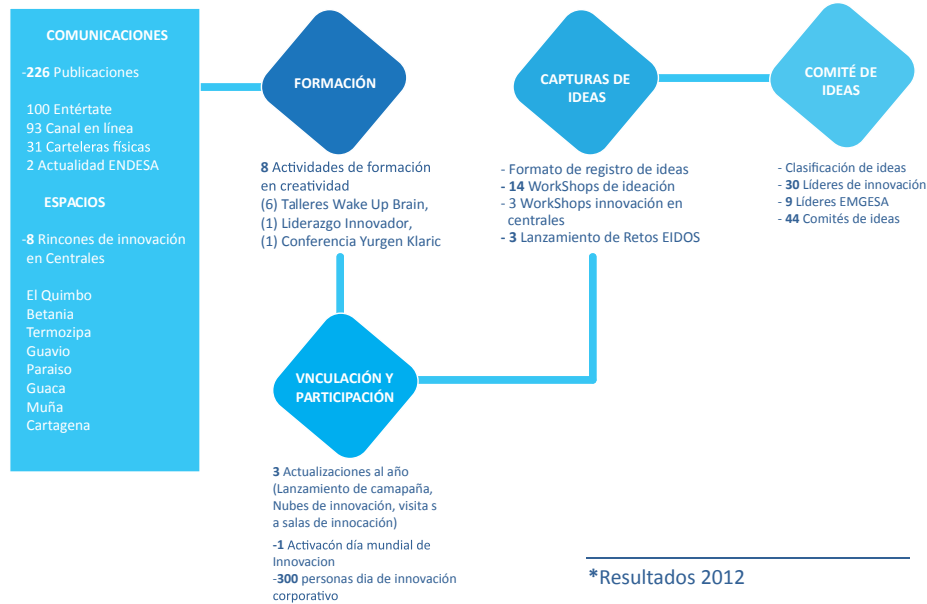 COMUNICACIONES
-226 Publicaciones
100 Entértate
93 Canal en línea
31 Carteleras físicas
2 Actualidad ENDESA
ESPACIOS
-8 Rincones de innovación
en Centrales
El Quimbo
Betania
Termozipa
Guavio
Paraiso
Guaca
Muña
Cartagena
FORMACIÓN
8 Actividades de formación
en creatividad
(6) Talleres Wake Up Brain,
(1) Liderazgo Innovador,
(1) Conferencia Yurgen Klaric
VNCULACIÓN Y
PARTICIPACIÓN
3 Actualizaciones al año
(Lanzamiento de camapaña,
Nubes de innovación, visita s
a salas de innocación)
-1 Activacón día mundial de
Innovacion
-300 personas dia de innovación
corporativo
CAPTURAS DE
IDEAS
- Formato de registro de ideas
- 14 WorkShops de ideación
- 3 WorkShops innovación en
centrales
- 3 Lanzamiento de Retos EIDOS
COMITÉ DE
IDEAS
- Clasificación de ideas
- 30 Líderes de innovación
- 9 Líderes EMGESA
- 44 Comités de ideas
*Resultados 2012